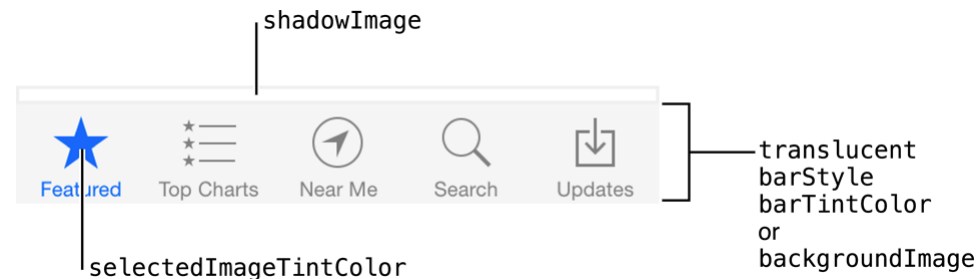 shadowImage
Featured Top Charts Near Me Search Updates
translucent
barStyle
barTintColor
or
backgroundImage
selectedImageTintColor